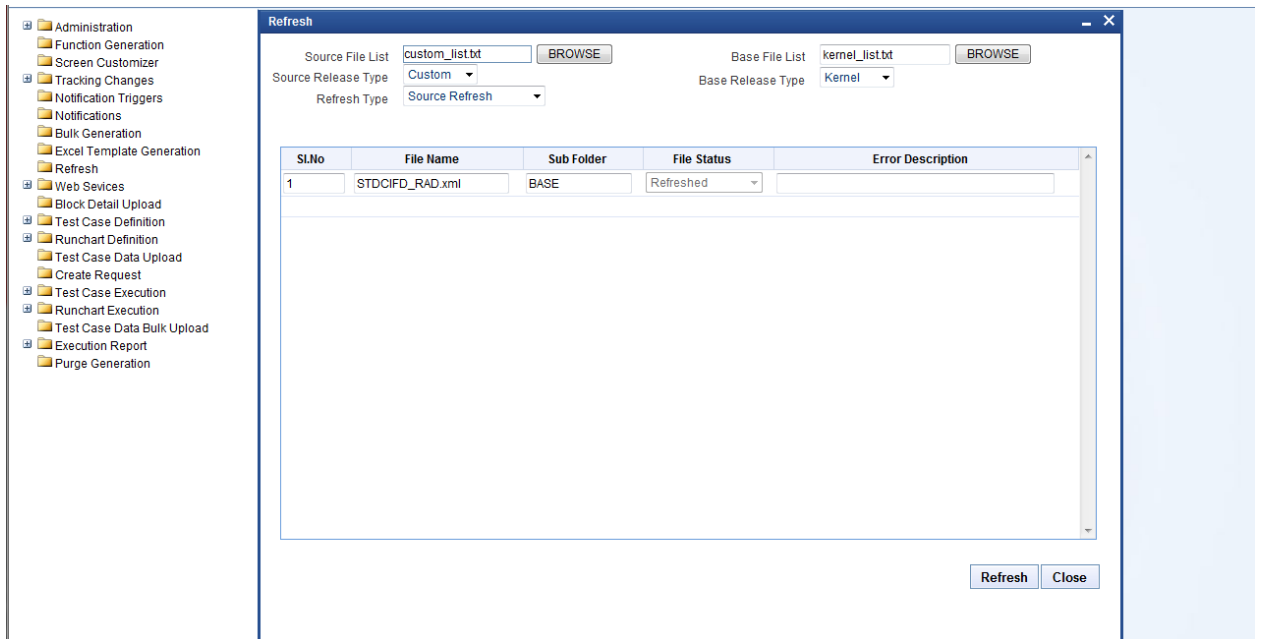 Administration
Function Generation
Screen Customizer
Tracking Changes
Notification Triggers
Notifications
Bulk Generation
Excel Template Generation
Refresh
Web Sevices
Block Detail Upload
Test Case Definition
Runchart Definition
Test Case Data Upload
Create Request
Test Case Execution
Runchart Execution
Test Case Data Bulk Upload
Execution Report
Purge Generation
Refresh
Source File List custom_list.txt BROWSE Base File List kernel_list.txt BROWSE
Source Release Type Custom Base Release Type Kernel
Refresh Type Source Refresh
Sl.No File Name Sub Folder File Status Error Description
1 STDCIFD_RAD.xml BASE Refreshed
Refresh Close